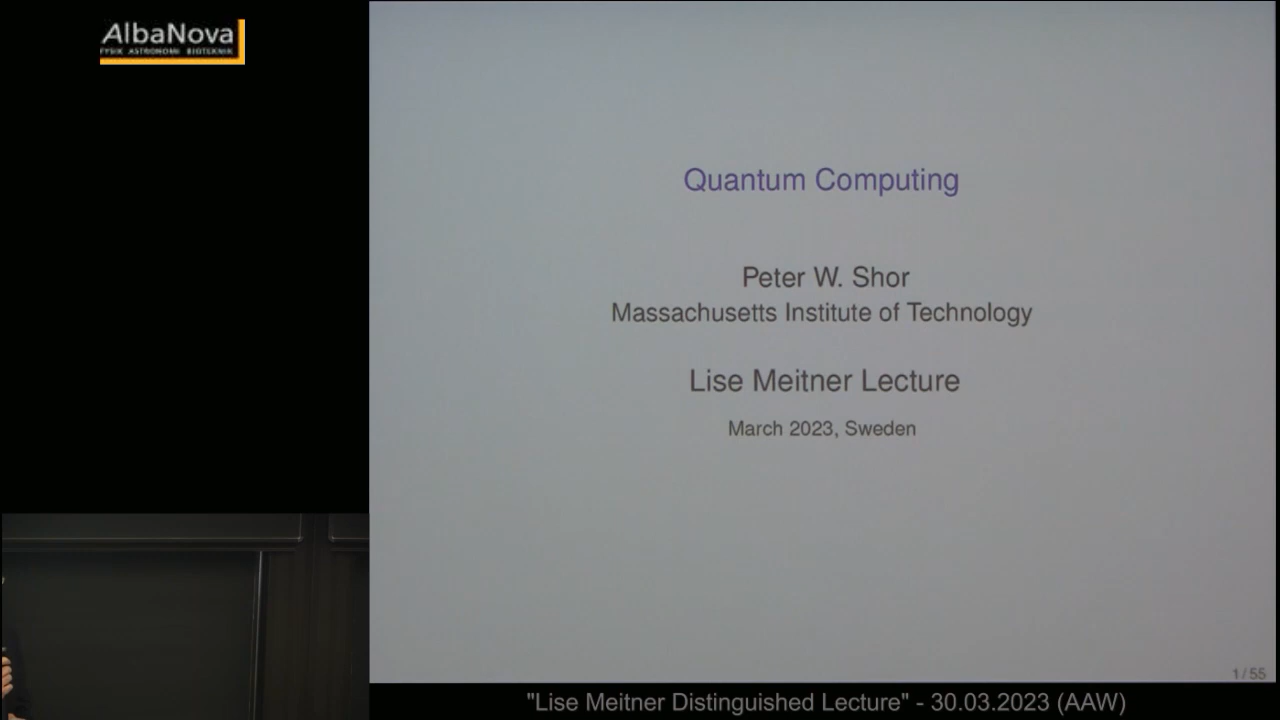 AlbaNova
FYSIK ASTRONOMI BIOTEKNIK
Quantum Computing
Peter W. Shor
Massachusetts Institute of Technology
Lise Meitner Lecture
March 2023, Sweden
1 / 55
"Lise Meitner Distinguished Lecture" - 30.03.2023 (AAW)